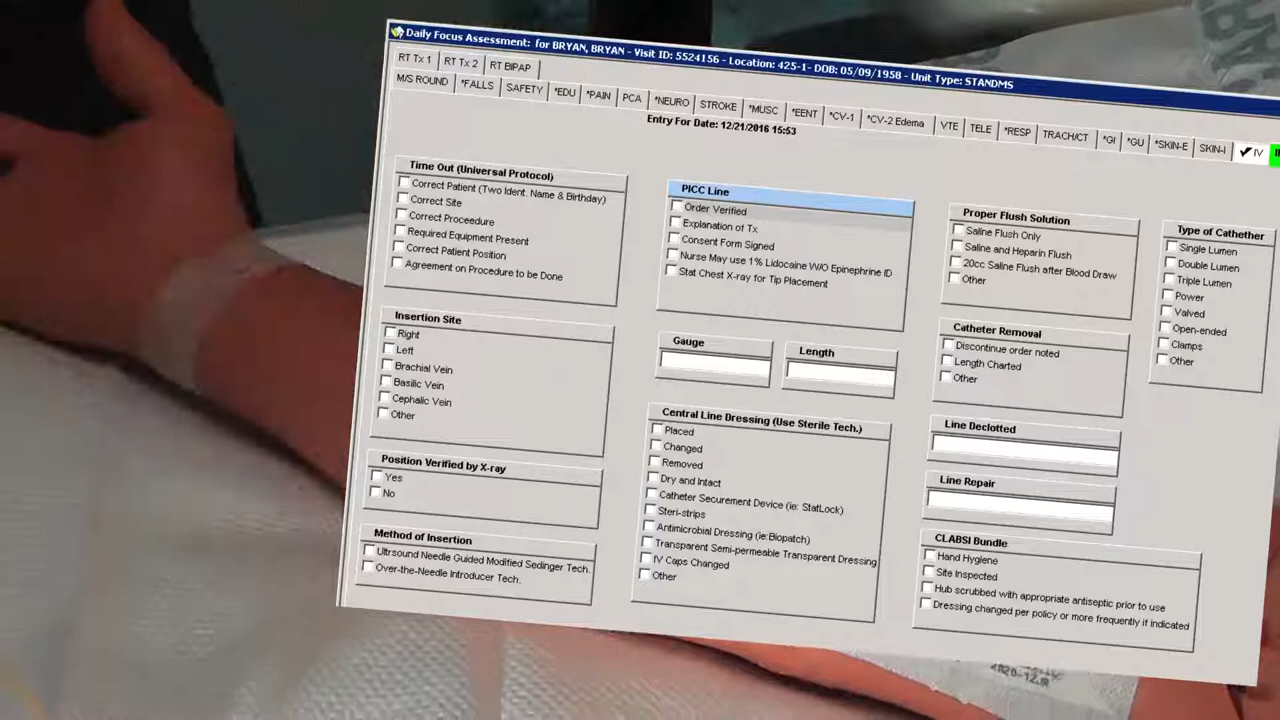 Daily Focus Assessment: for BRYAN, BRYAN - Visit ID: 5524156 - Location: 425-1- DOB: 05/09/1958 - Unit Type: STANDMS
RT Tx 1 RT Tx 2 RT BIPAP
M/S ROUND *FALLS SAFETY *EDU *PAIN PCA *NEURO STROKE *MUSC *EENT *CV-1 *CV-2 Edema VTE TELE *RESP TRACH/CT *GI *GU *SKIN-E SKIN-I IV
Entry For Date: 12/21/2016 15:53
Time Out (Universal Protocol)
Correct Patient (Two Ident. Name & Birthday)
Correct Site
Correct Proceedure
Required Equipment Present
Correct Patient Position
Agreement on Procedure to be Done
Insertion Site
Right
Left
Brachial Vein
Basilic Vein
Cephalic Vein
Other
Position Verified by X-ray
Yes
No
Method of Insertion
Ultrsound Needle Guided Modified Sedinger Tech.
Over-the-Needle Introducer Tech.
PICC Line
Order Verified
Explanation of Tx
Consent Form Signed
Nurse May use 1% Lidocaine W/O Epinephrine ID
Stat Chest X-ray for Tip Placement
Gauge
Length
Central Line Dressing (Use Sterile Tech.)
Placed
Changed
Removed
Dry and Intact
Catheter Securement Device (ie: StatLock)
Steri-strips
Antimicrobial Dressing (ie:Biopatch)
Transparent Semi-permeable Transparent Dressing
IV Caps Changed
Other
Proper Flush Solution
Saline Flush Only
Saline and Heparin Flush
20cc Saline Flush after Blood Draw
Other
Catheter Removal
Discontinue order noted
Length Charted
Other
Line Declotted
Line Repair
CLABSI Bundle
Hand Hygiene
Site Inspected
Hub scrubbed with appropriate antiseptic prior to use
Dressing changed per policy or more frequently if indicated
Type of Cathether
Single Lumen
Double Lumen
Triple Lumen
Power
Valved
Open-ended
Clamps
Other